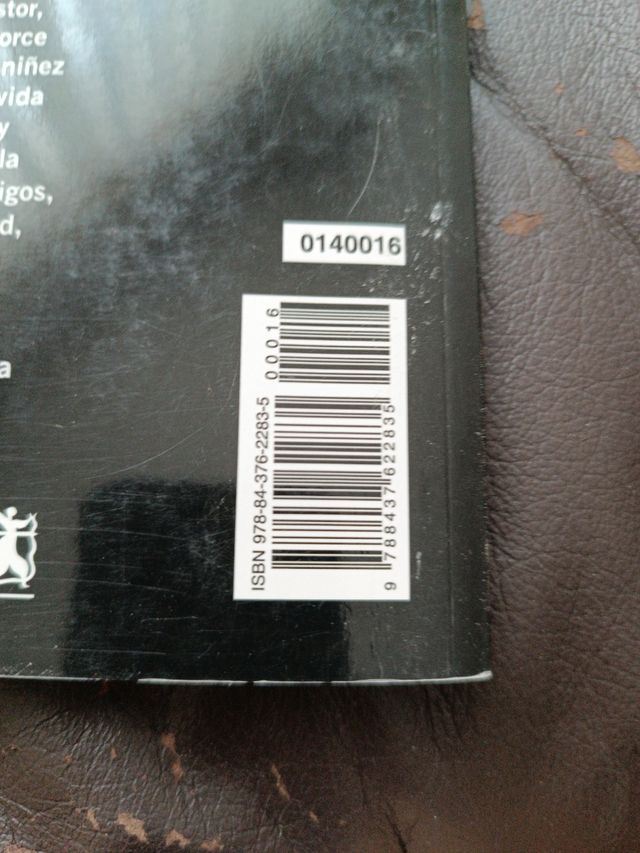 stor,
orce
niñez
vida
y
la
igos,
d,
a
0140016
00016
ISBN 978-84-376-2283-5
9 788437 622835